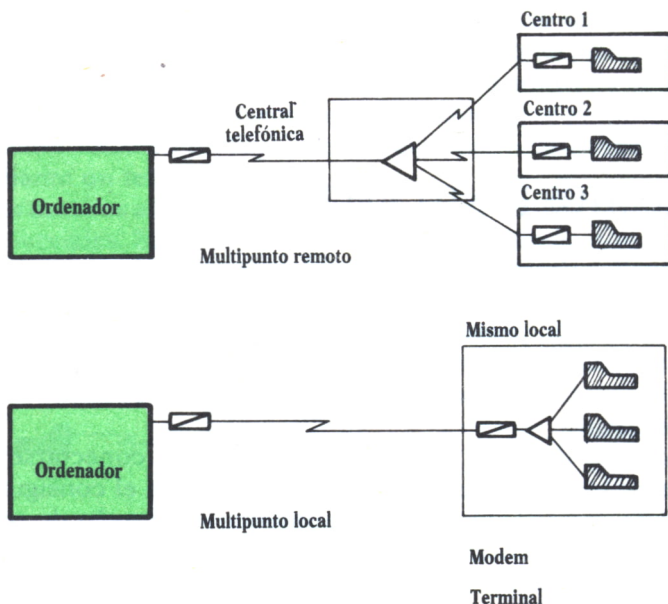 Centro 1
Central
telefónica
Centro 2
Ordenador
Centro 3
Multipunto remoto
Mismo local
Ordenador
Multipunto local
Modem
Terminal